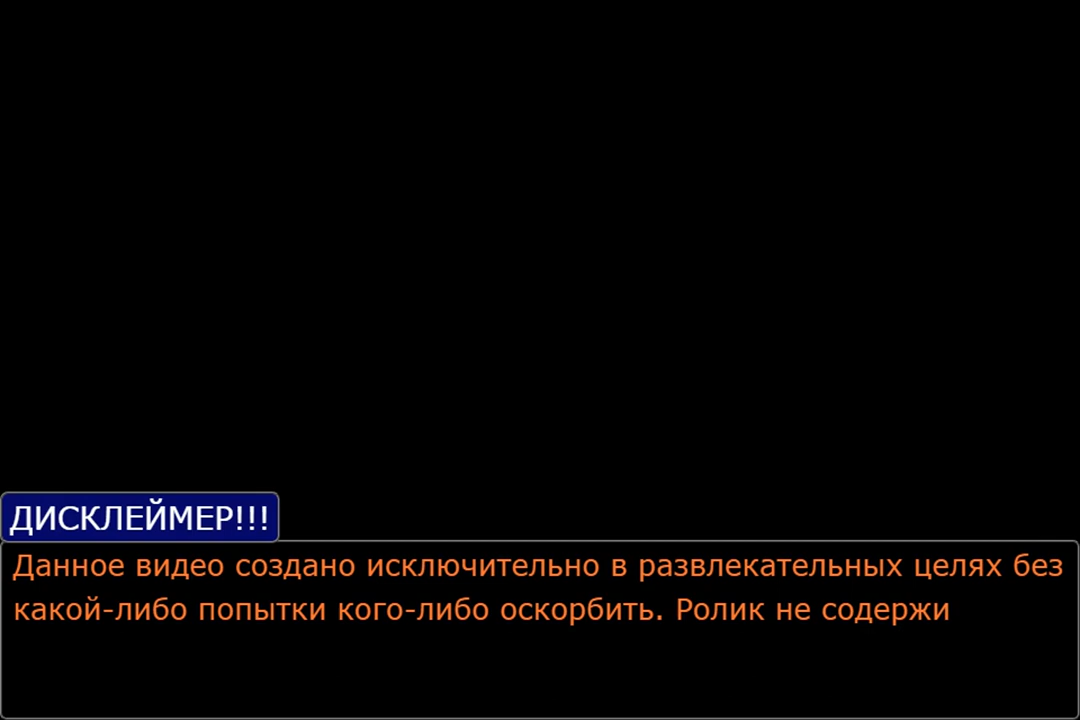 ДИСКЛЕЙМЕР!!!
Данное видео создано исключительно в развлекательных целях без
какой-либо попытки кого-либо оскорбить. Ролик не содержи